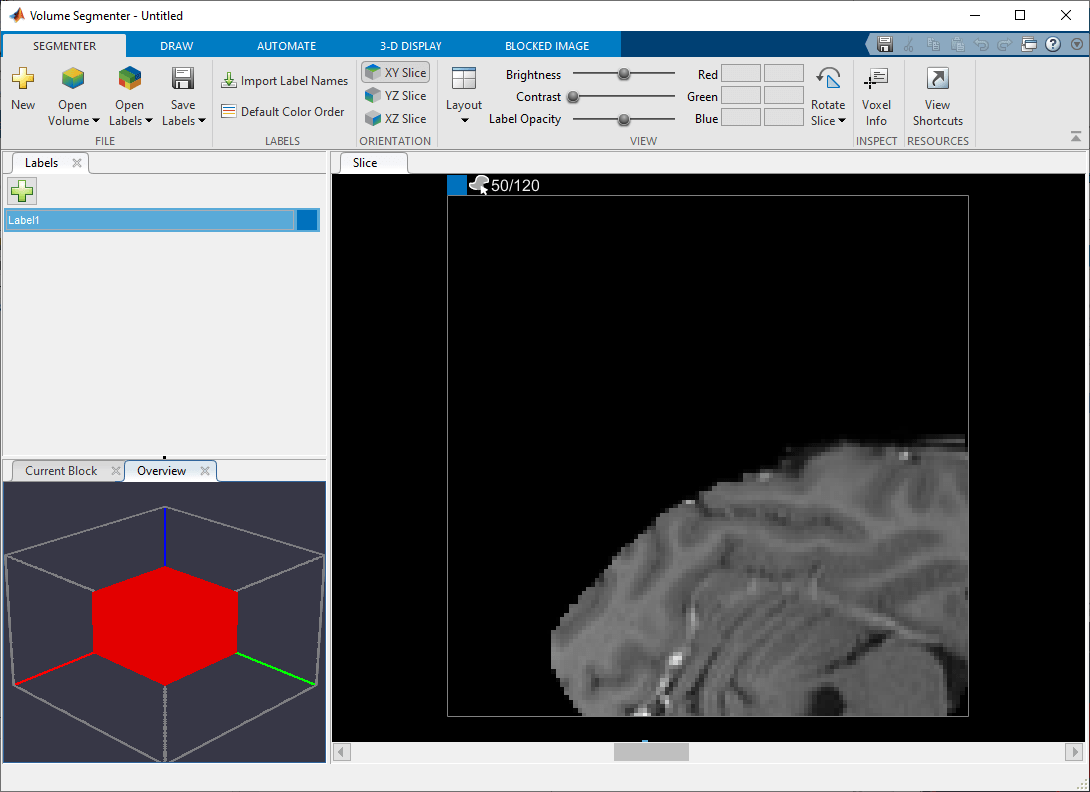 Volume Segmenter - Untitled
SEGMENTER DRAW AUTOMATE 3-D DISPLAY BLOCKED IMAGE
New
Open
Volume
Open
Labels
Save
Labels
FILE
Import Label Names
Default Color Order
LABELS
XY Slice
YZ Slice
XZ Slice
ORIENTATION
Layout
Brightness
Contrast
Label Opacity
Red
Green
Blue
Rotate
Slice
VIEW
Voxel
Info
INSPECT
View
Shortcuts
RESOURCES
Labels
Label1
Current Block
Overview
Slice
50/120